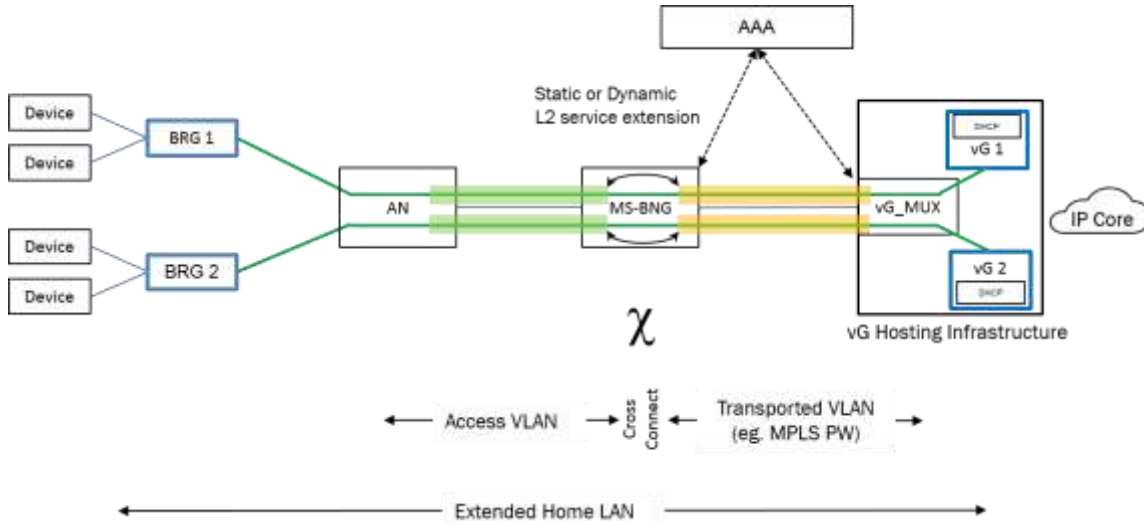 AAA
Static or Dynamic
L2 service extension
Device
Device
BRG 1
DHCP
vG 1
AN
MS-BNG
vG_MUX
IP Core
Device
Device
BRG 2
vG 2
DHCP
χ
vG Hosting Infrastructure
Access VLAN
Cross
Connect
Transported VLAN
(eg. MPLS PW)
Extended Home LAN